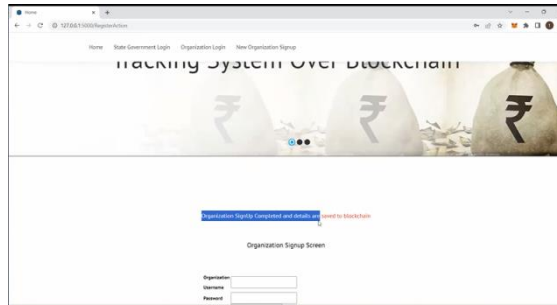 Home
127.0.0.1:5000/RegisterAction
Home State Government Login Organization Login New Organization Signup
Tracking System Over Blockchain
₹ ₹ ₹
Organization SignUp Completed and details are saved to blockchain
Organization Signup Screen
Organization
Username
Password